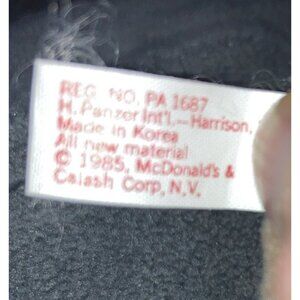 REG. NO. PA 1687
H. Panzer Int'l.—Harrison,
Made in Korea
All new material
© 1985, McDonald's &
Calash Corp, N.V.